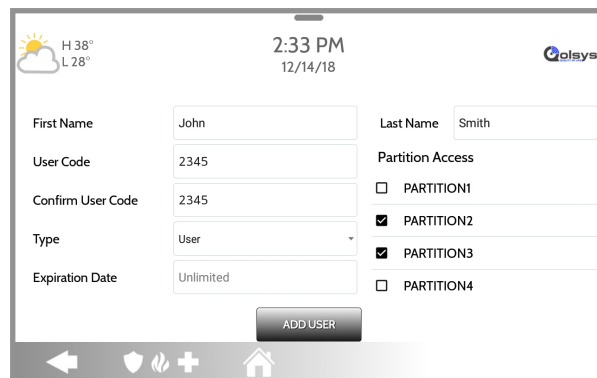 H 38°
L 28°
2:33 PM
12/14/18
Qolsys
First Name
John
Last Name
Smith
User Code
2345
Partition Access
Confirm User Code
2345
PARTITION1
PARTITION2
Type
User
PARTITION3
Expiration Date
Unlimited
PARTITION4
ADD USER